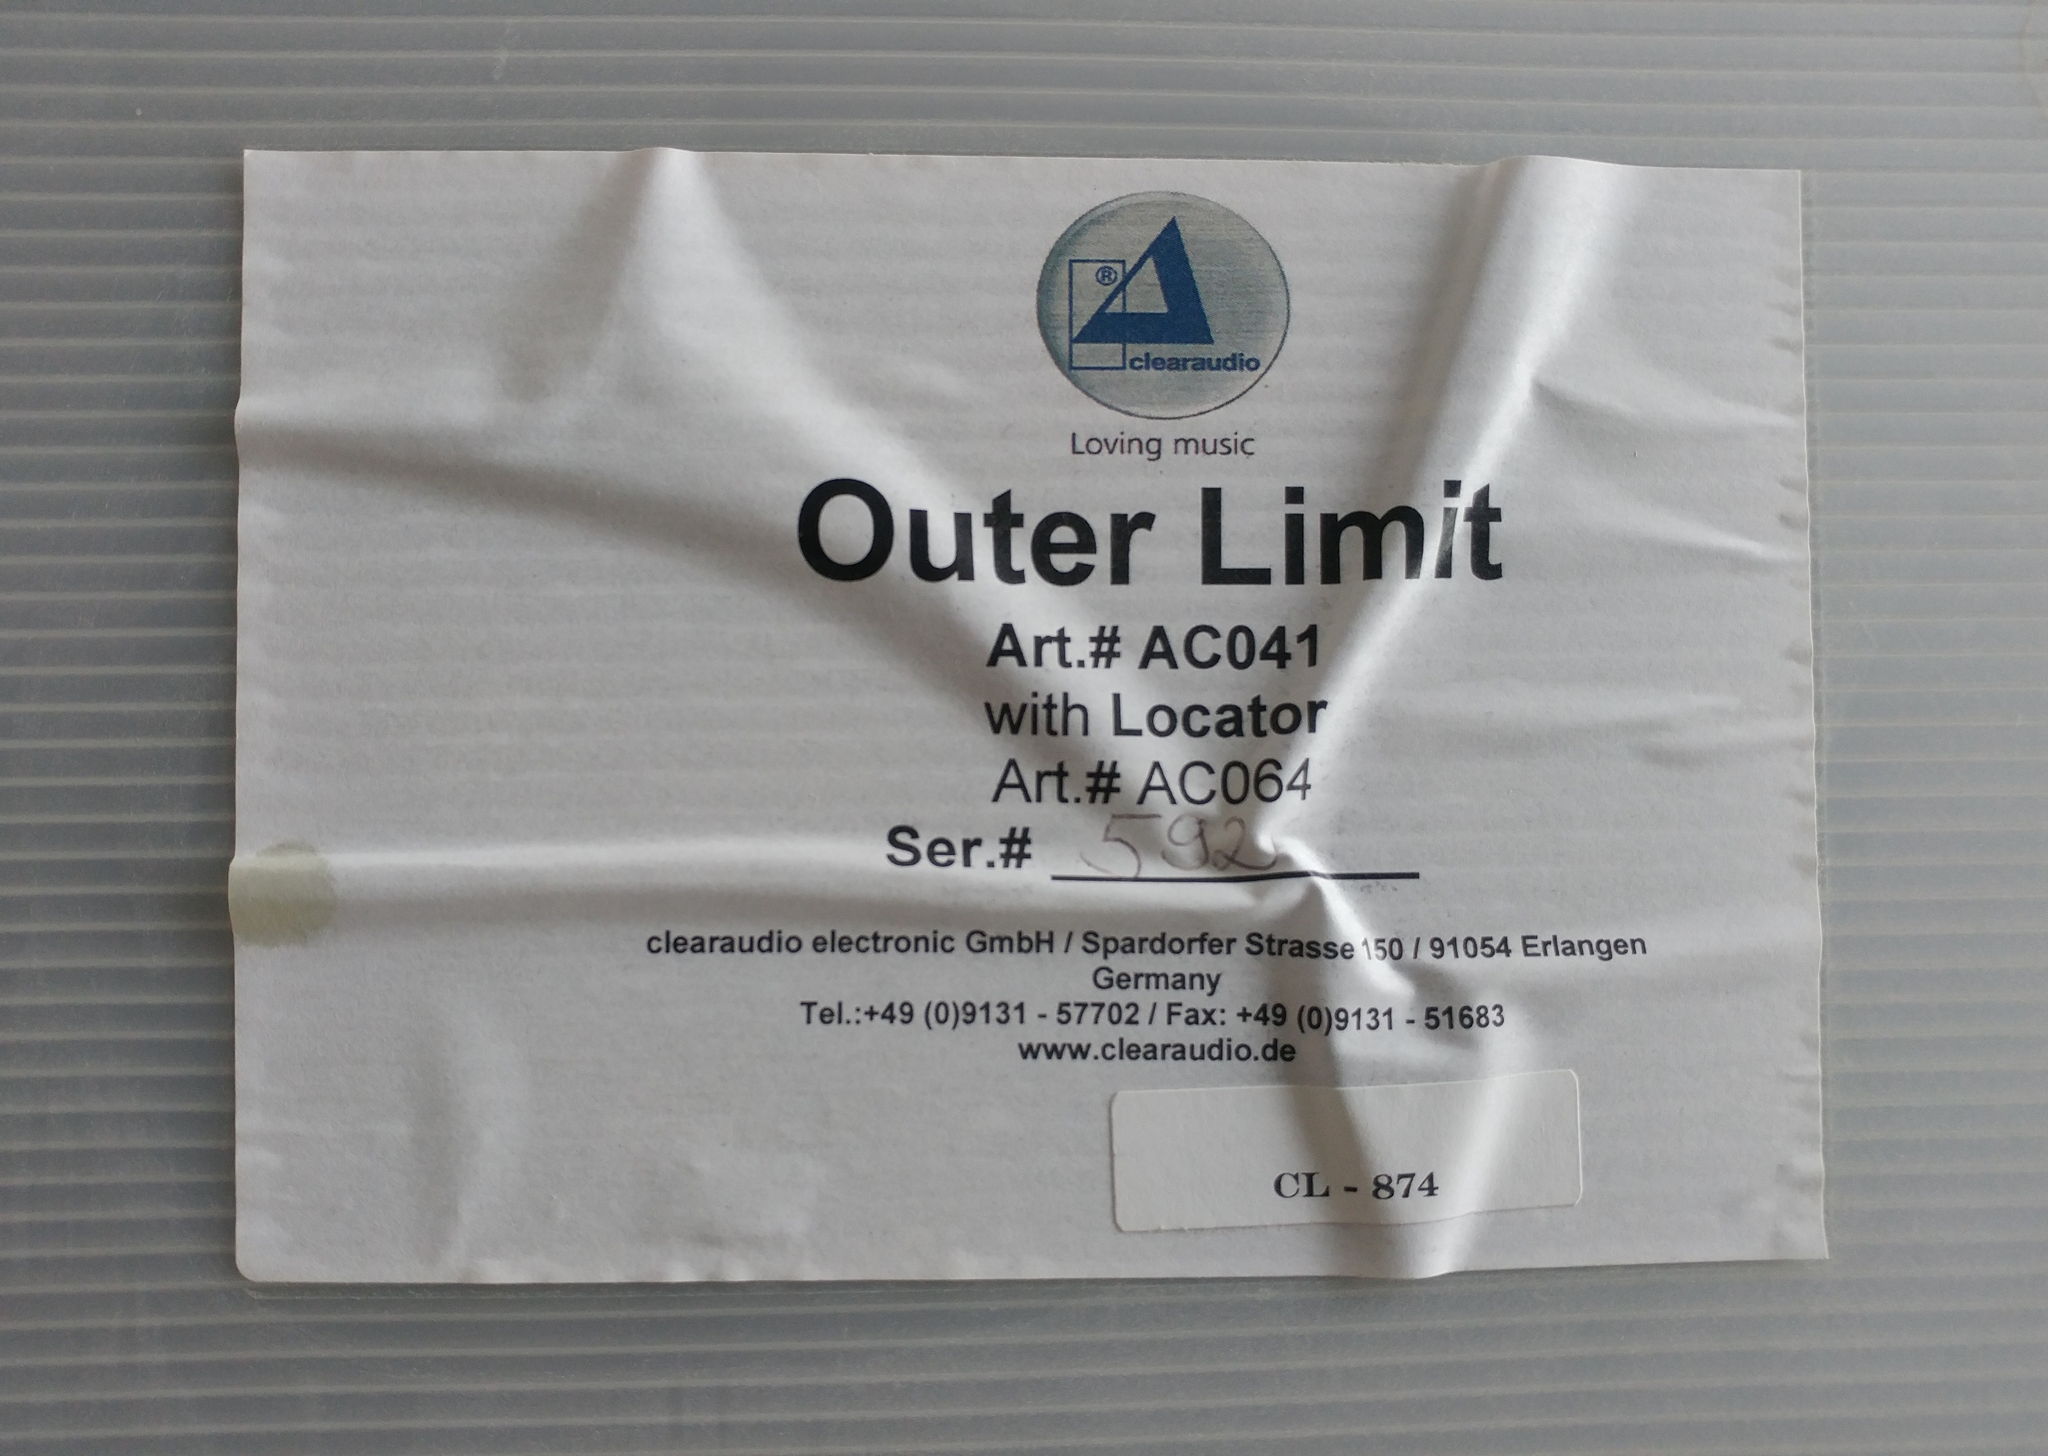 ®
clearaudio
Loving music
Outer Limit
Art.# AC041
with Locator
Art.# AC064
Ser.# 592
clearaudio electronic GmbH / Spardorfer Strasse 150 / 91054 Erlangen
Germany
Tel.:+49 (0)9131 - 57702 / Fax: +49 (0)9131 - 51683
www.clearaudio.de
CL - 874